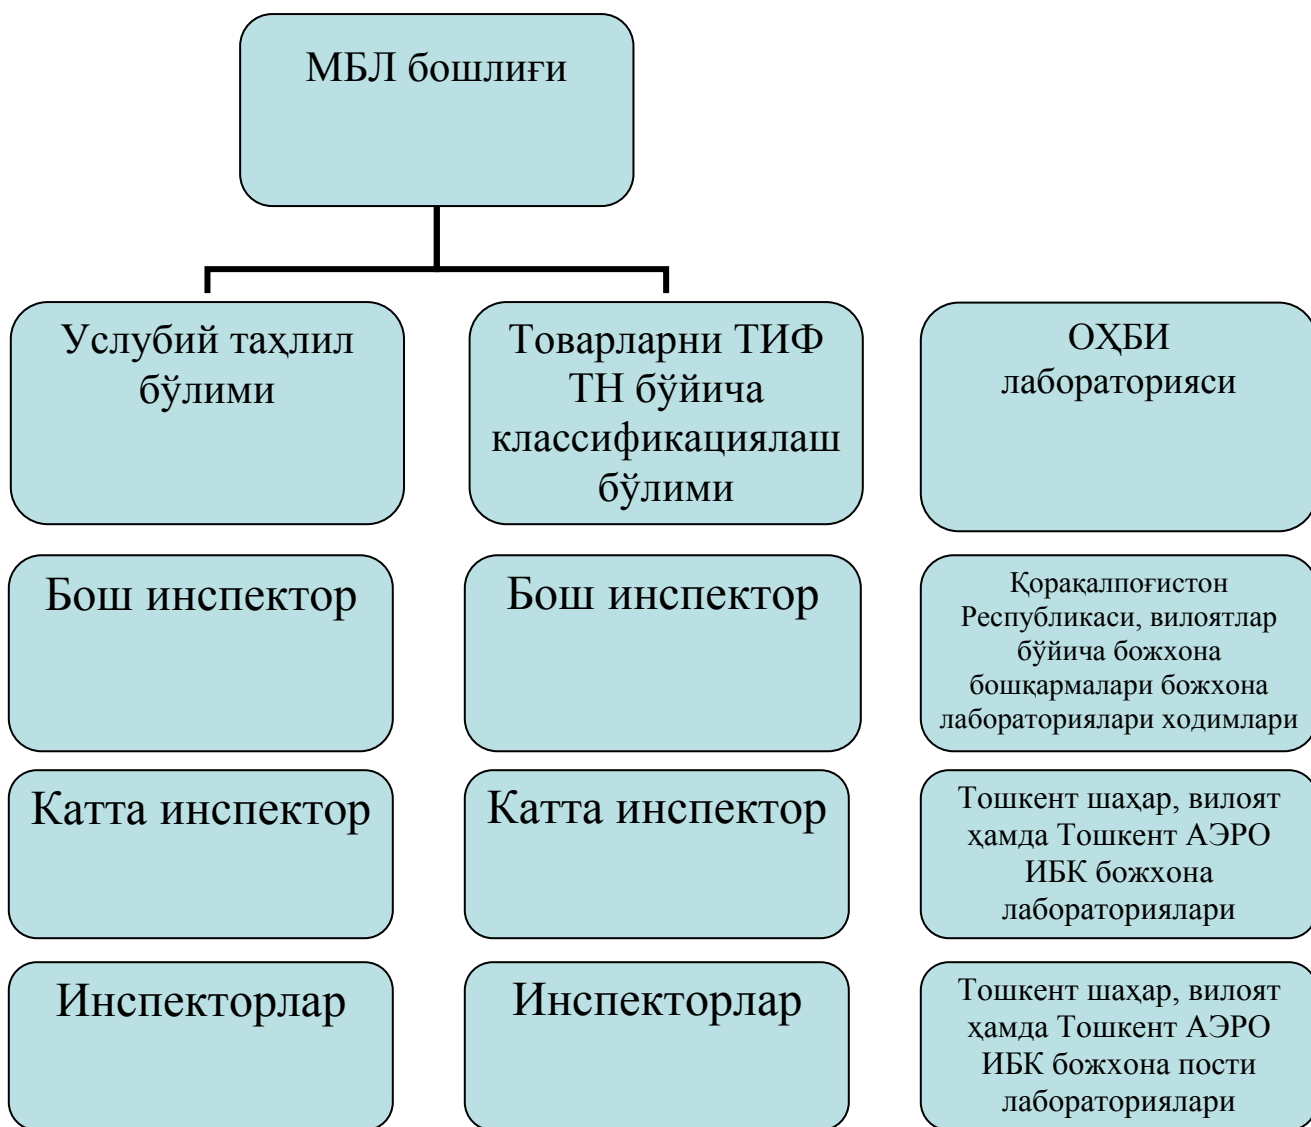 МБЛ бошлиғи
Услубий таҳлил
бўлими
Товарларни ТИФ
ТН бўйича
классификациялаш
бўлими
ОҲБИ
лабораторияси
Бош инспектор
Бош инспектор
Қорақалпоғистон
Республикаси, вилоятлар
бўйича божхона
бошқармалари божхона
лабораториялари ходимлари
Катта инспектор
Катта инспектор
Тошкент шаҳар, вилоят
ҳамда Тошкент АЭРО
ИБК божхона
лабораториялари
Инспекторлар
Инспекторлар
Тошкент шаҳар, вилоят
ҳамда Тошкент АЭРО
ИБК божхона пости
лабораториялари